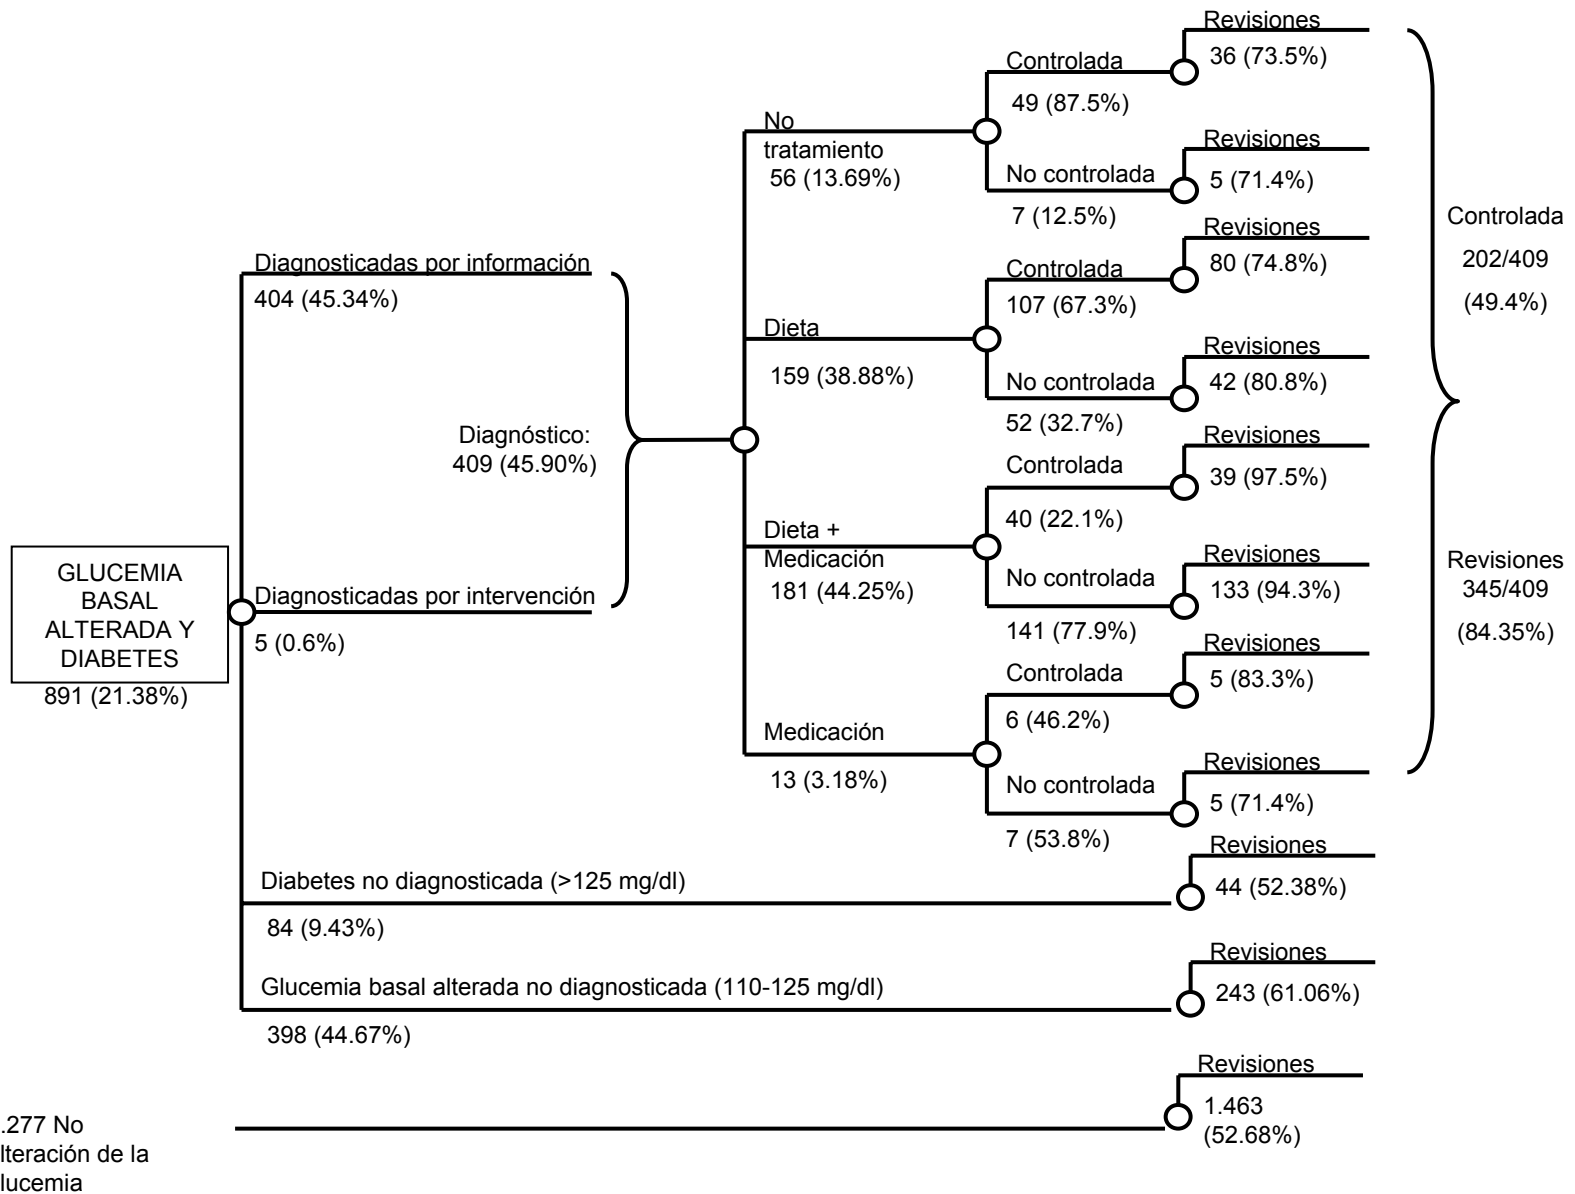 GLUCEMIA
BASAL
ALTERADA Y
DIABETES
891 (21.38%)
Diagnosticadas por información
404 (45.34%)
Diagnosticadas por intervención
5 (0.6%)
Diagnóstico:
409 (45.90%)
No
tratamiento
56 (13.69%)
Controlada
49 (87.5%)
Revisiones
36 (73.5%)
No controlada
7 (12.5%)
Revisiones
5 (71.4%)
Dieta
159 (38.88%)
Controlada
107 (67.3%)
Revisiones
80 (74.8%)
No controlada
52 (32.7%)
Revisiones
42 (80.8%)
Dieta +
Medicación
181 (44.25%)
Controlada
40 (22.1%)
Revisiones
39 (97.5%)
No controlada
141 (77.9%)
Revisiones
133 (94.3%)
Medicación
13 (3.18%)
Controlada
6 (46.2%)
Revisiones
5 (83.3%)
No controlada
7 (53.8%)
Revisiones
5 (71.4%)
Controlada
202/409
(49.4%)
Revisiones
345/409
(84.35%)
Diabetes no diagnosticada (>125 mg/dl)
84 (9.43%)
Revisiones
44 (52.38%)
Glucemia basal alterada no diagnosticada (110-125 mg/dl)
398 (44.67%)
Revisiones
243 (61.06%)
.277 No
lteración de la
lucemia
Revisiones
1.463
(52.68%)